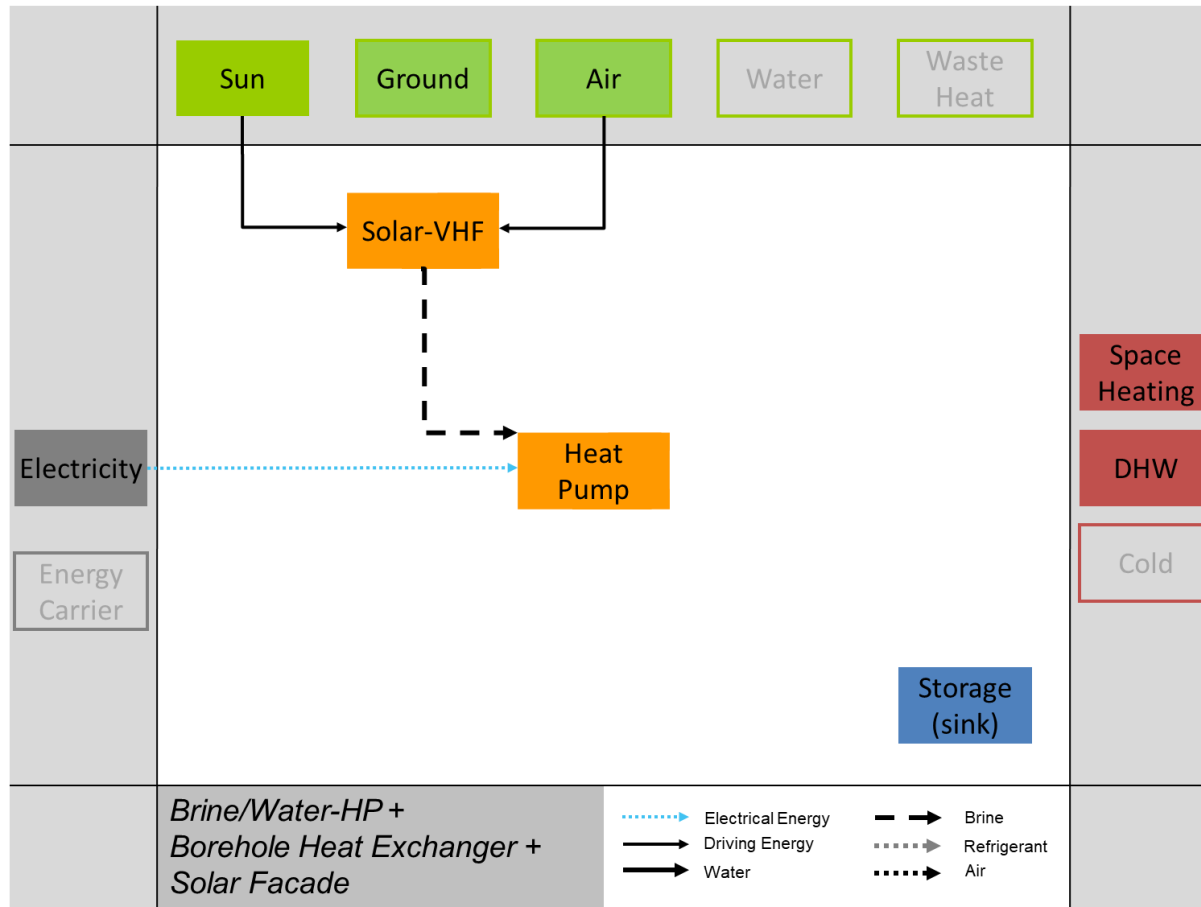 Sun
Ground
Air
Water
Waste
Heat
Solar-VHF
Space
Heating
Electricity
Heat
Pump
DHW
Energy
Carrier
Cold
Storage
(sink)
Brine/Water-HP +
Borehole Heat Exchanger +
Solar Facade
Electrical Energy
Driving Energy
Water
Brine
Refrigerant
Air